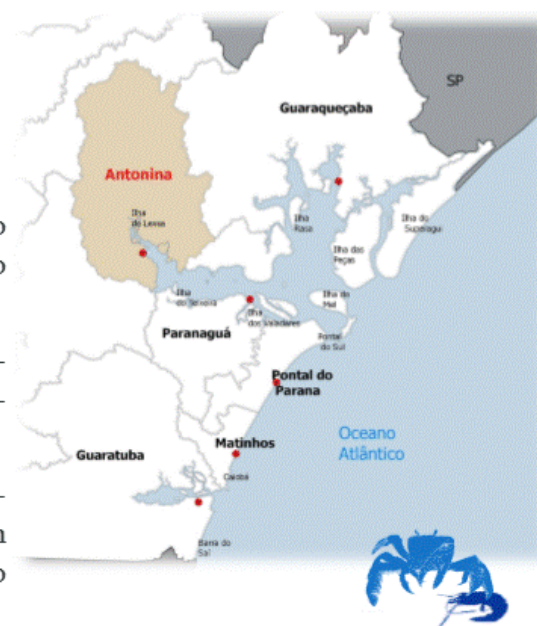 SP
Guaraqueçaba
Antonina
Ilha
do Lessa
Ilha
Rasa
Ilha do
Superagui
Ilha das
Peças
Ilha
do Teixeira
Ilha do
Mel
Ilha
dos Valadares
Paranaguá
Pontal
do Sul
Pontal do
Parana
Oceano
Atlântico
Matinhos
Guaratuba
Caiobá
Barra do
Saí